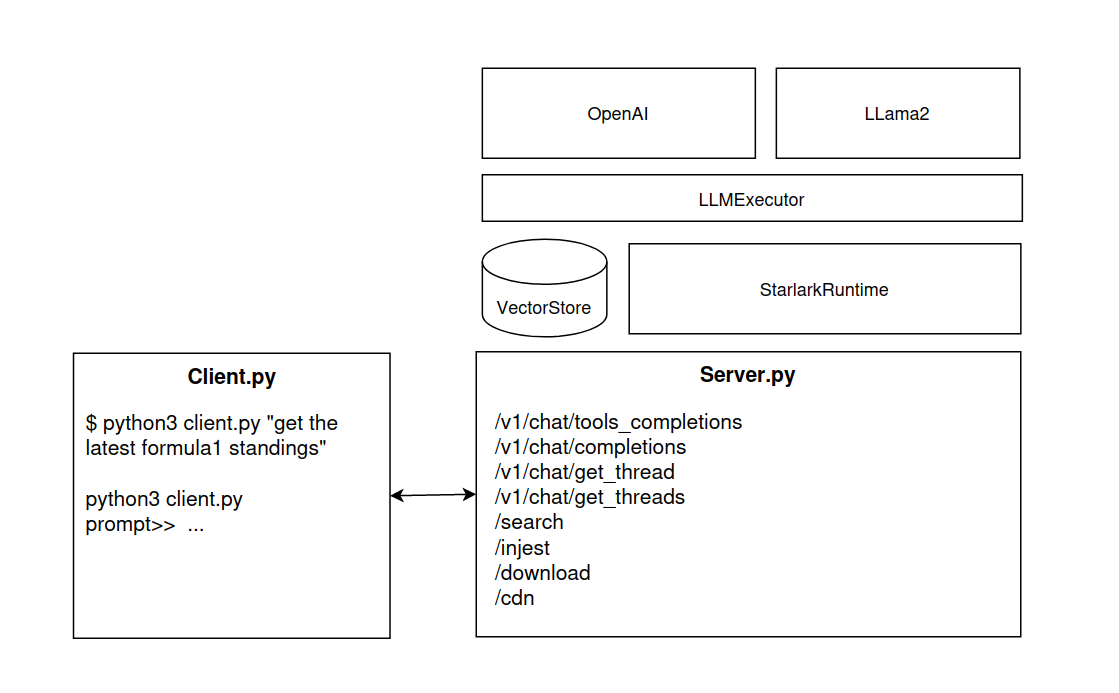 OpenAI
LLama2
LLMExecutor
VectorStore
StarlarkRuntime
Client.py
$ python3 client.py "get the
latest formula1 standings"
python3 client.py
prompt>>  ...
Server.py
/v1/chat/tools_completions
/v1/chat/completions
/v1/chat/get_thread
/v1/chat/get_threads
/search
/injest
/download
/cdn